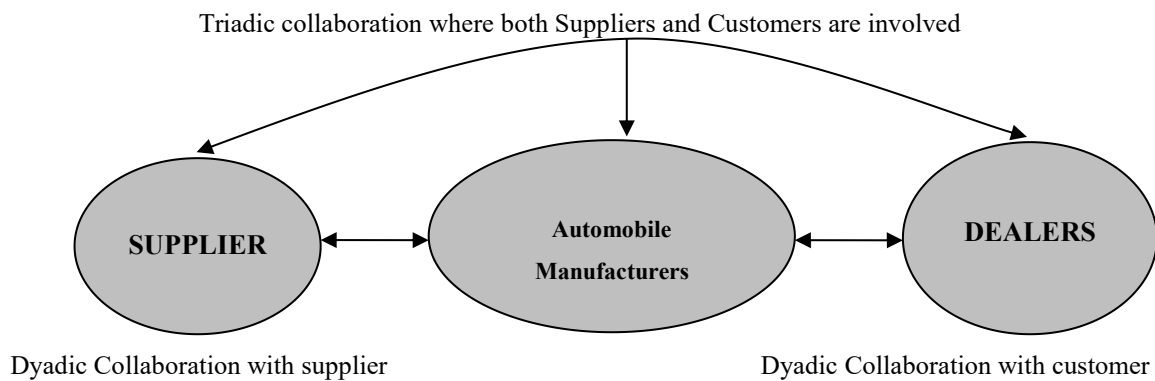 Triadic collaboration where both Suppliers and Customers are involved
SUPPLIER
Automobile
Manufacturers
DEALERS
Dyadic Collaboration with supplier
Dyadic Collaboration with customer